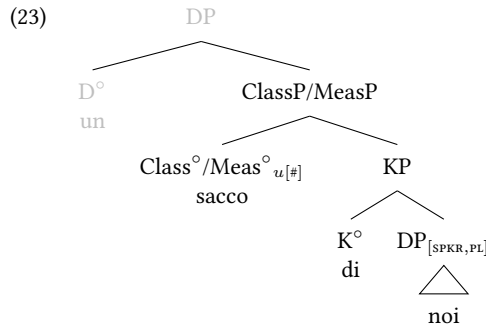 (23) DP
D° ClassP/MeasP
un
Class°/Meas° u[#] KP
sacco
K° DP[SPKR,PL]
di
noi